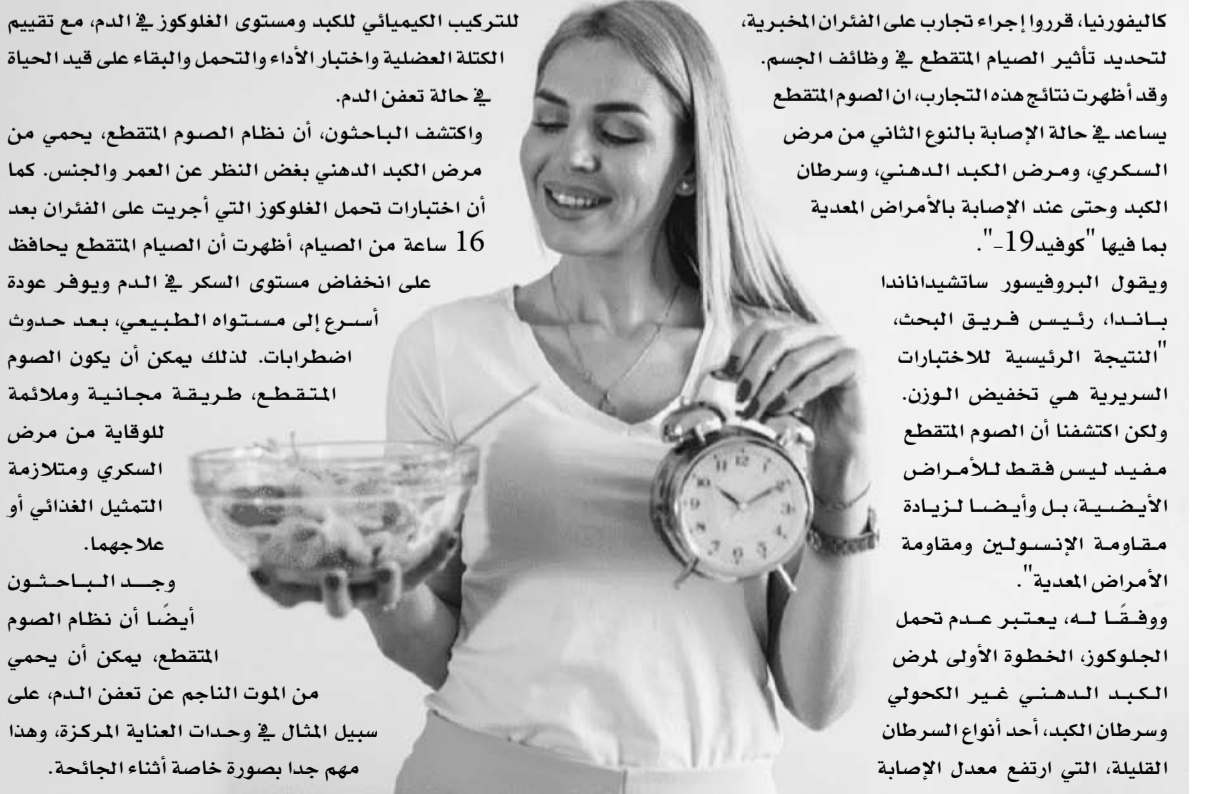 كاليفورنيا، قرروا إجراء تجارب على الفئران المخبرية،
لتحديد تأثير الصيام المتقطع في وظائف الجسم.
وقد أظهرت نتائج هذه التجارب، ان الصوم المتقطع
يساعد في حالة الإصابة بالنوع الثاني من مرض
السكري، ومرض الكبد الدهني، وسرطان
الكبد وحتى عند الإصابة بالأمراض المعدية
بما فيها "كوفيد19-".
ويقول البروفيسور ساتشيداناندا
باندا، رئيس فريق البحث،
"النتيجة الرئيسية للاختبارات
السريرية هي تخفيض الوزن.
ولكن اكتشفنا أن الصوم المتقطع
مفيد ليس فقط للأمراض
الأيضية، بل وأيضا لزيادة
مقاومة الإنسولين ومقاومة
الأمراض المعدية".
ووفقًا له، يعتبر عدم تحمل
الجلوكوز، الخطوة الأولى لمرض
الكبد الدهني غير الكحولي
وسرطان الكبد، أحد أنواع السرطان
القليلة، التي ارتفع معدل الإصابة
للتركيب الكيميائي للكبد ومستوى الغلوكوز في الدم، مع تقييم
الكتلة العضلية واختبار الأداء والتحمل والبقاء على قيد الحياة
في حالة تعفن الدم.
واكتشف الباحثون، أن نظام الصوم المتقطع، يحمي من
مرض الكبد الدهني بغض النظر عن العمر والجنس. كما
أن اختبارات تحمل الغلوكوز التي أجريت على الفئران بعد
16 ساعة من الصيام، أظهرت أن الصيام المتقطع يحافظ
على انخفاض مستوى السكر في الدم ويوفر عودة
أسرع إلى مستواه الطبيعي، بعد حدوث
اضطرابات. لذلك يمكن أن يكون الصوم
المتقطع، طريقة مجانية وملائمة
للوقاية من مرض
السكري ومتلازمة
التمثيل الغذائي أو
علاجهما.
وجد الباحثون
أيضًا أن نظام الصوم
المتقطع، يمكن أن يحمي
من الموت الناجم عن تعفن الدم، على
سبيل المثال في وحدات العناية المركزة، وهذا
مهم جدا بصورة خاصة أثناء الجائحة.